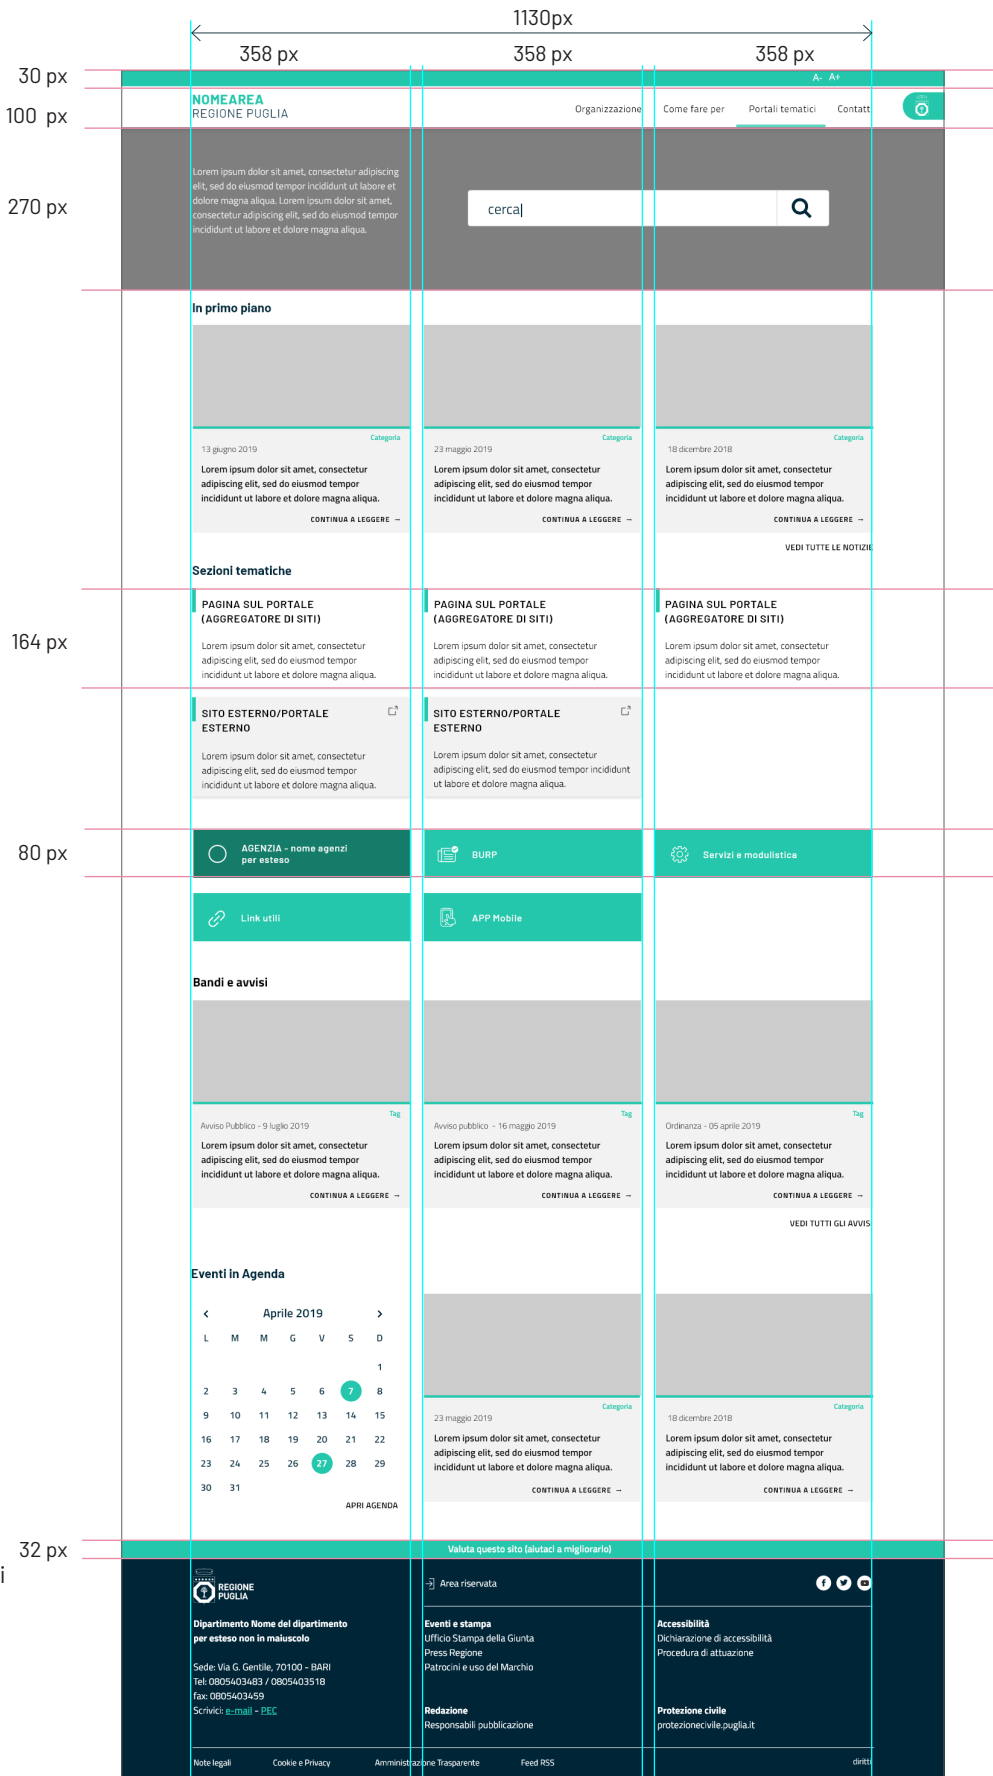 1130px
358 px 358 px 358 px
30 px
A- A+
100 px
NOMEAREA
REGIONE PUGLIA
Organizzazione Come fare per Portali tematici Contatt
270 px
Lorem ipsum dolor sit amet, consectetur adipiscing
elit, sed do eiusmod tempor incididunt ut labore et
dolore magna aliqua. Lorem ipsum dolor sit amet,
consectetur adipiscing elit, sed do eiusmod tempor
incididunt ut labore et dolore magna aliqua.
cerca
In primo piano
Categoria
13 giugno 2019
Lorem ipsum dolor sit amet, consectetur
adipiscing elit, sed do eiusmod tempor
incididunt ut labore et dolore magna aliqua.
CONTINUA A LEGGERE →
Categoria
23 maggio 2019
Lorem ipsum dolor sit amet, consectetur
adipiscing elit, sed do eiusmod tempor
incididunt ut labore et dolore magna aliqua.
CONTINUA A LEGGERE →
Categoria
18 dicembre 2018
Lorem ipsum dolor sit amet, consectetur
adipiscing elit, sed do eiusmod tempor
incididunt ut labore et dolore magna aliqua.
CONTINUA A LEGGERE →
VEDI TUTTE LE NOTIZIE
Sezioni tematiche
164 px
PAGINA SUL PORTALE
(AGGREGATORE DI SITI)
Lorem ipsum dolor sit amet, consectetur
adipiscing elit, sed do eiusmod tempor
incididunt ut labore et dolore magna aliqua.
PAGINA SUL PORTALE
(AGGREGATORE DI SITI)
Lorem ipsum dolor sit amet, consectetur
adipiscing elit, sed do eiusmod tempor
incididunt ut labore et dolore magna aliqua.
PAGINA SUL PORTALE
(AGGREGATORE DI SITI)
Lorem ipsum dolor sit amet, consectetur
adipiscing elit, sed do eiusmod tempor
incididunt ut labore et dolore magna aliqua.
SITO ESTERNO/PORTALE
ESTERNO
Lorem ipsum dolor sit amet, consectetur
adipiscing elit, sed do eiusmod tempor
incididunt ut labore et dolore magna aliqua.
SITO ESTERNO/PORTALE
ESTERNO
Lorem ipsum dolor sit amet, consectetur
adipiscing elit, sed do eiusmod tempor incididunt
ut labore et dolore magna aliqua.
80 px
AGENZIA - nome agenzi
per esteso
BURP
Servizi e modulistica
Link utili
APP Mobile
Bandi e avvisi
Tag
Avviso Pubblico - 9 luglio 2019
Lorem ipsum dolor sit amet, consectetur
adipiscing elit, sed do eiusmod tempor
incididunt ut labore et dolore magna aliqua.
CONTINUA A LEGGERE →
Tag
Avviso pubblico - 16 maggio 2019
Lorem ipsum dolor sit amet, consectetur
adipiscing elit, sed do eiusmod tempor
incididunt ut labore et dolore magna aliqua.
CONTINUA A LEGGERE →
Tag
Ordinanza - 05 aprile 2019
Lorem ipsum dolor sit amet, consectetur
adipiscing elit, sed do eiusmod tempor
incididunt ut labore et dolore magna aliqua.
CONTINUA A LEGGERE →
VEDI TUTTI GLI AVVIS
Eventi in Agenda
Aprile 2019
L M M G V S D
1
2 3 4 5 6 7 8
9 10 11 12 13 14 15
16 17 18 19 20 21 22
23 24 25 26 27 28 29
30 31
APRI AGENDA
Categoria
23 maggio 2019
Lorem ipsum dolor sit amet, consectetur
adipiscing elit, sed do eiusmod tempor
incididunt ut labore et dolore magna aliqua.
CONTINUA A LEGGERE →
Categoria
18 dicembre 2018
Lorem ipsum dolor sit amet, consectetur
adipiscing elit, sed do eiusmod tempor
incididunt ut labore et dolore magna aliqua.
CONTINUA A LEGGERE →
32 px
Valuta questo sito (aiutaci a migliorarlo)
i
REGIONE
PUGLIA
Area riservata
Dipartimento Nome del dipartimento
per esteso non in maiuscolo
Sede: Via G. Gentile, 70100 - BARI
Tel: 0805403483 / 0805403518
fax: 0805403459
Scrivici: e-mail - PEC
Eventi e stampa
Ufficio Stampa della Giunta
Press Regione
Patrocini e uso del Marchio
Accessibilità
Dichiarazione di accessibilità
Procedura di attuazione
Redazione
Responsabili pubblicazione
Protezione civile
protezionecivile.puglia.it
Note legali Cookie e Privacy Amministrazione Trasparente Feed RSS diritti